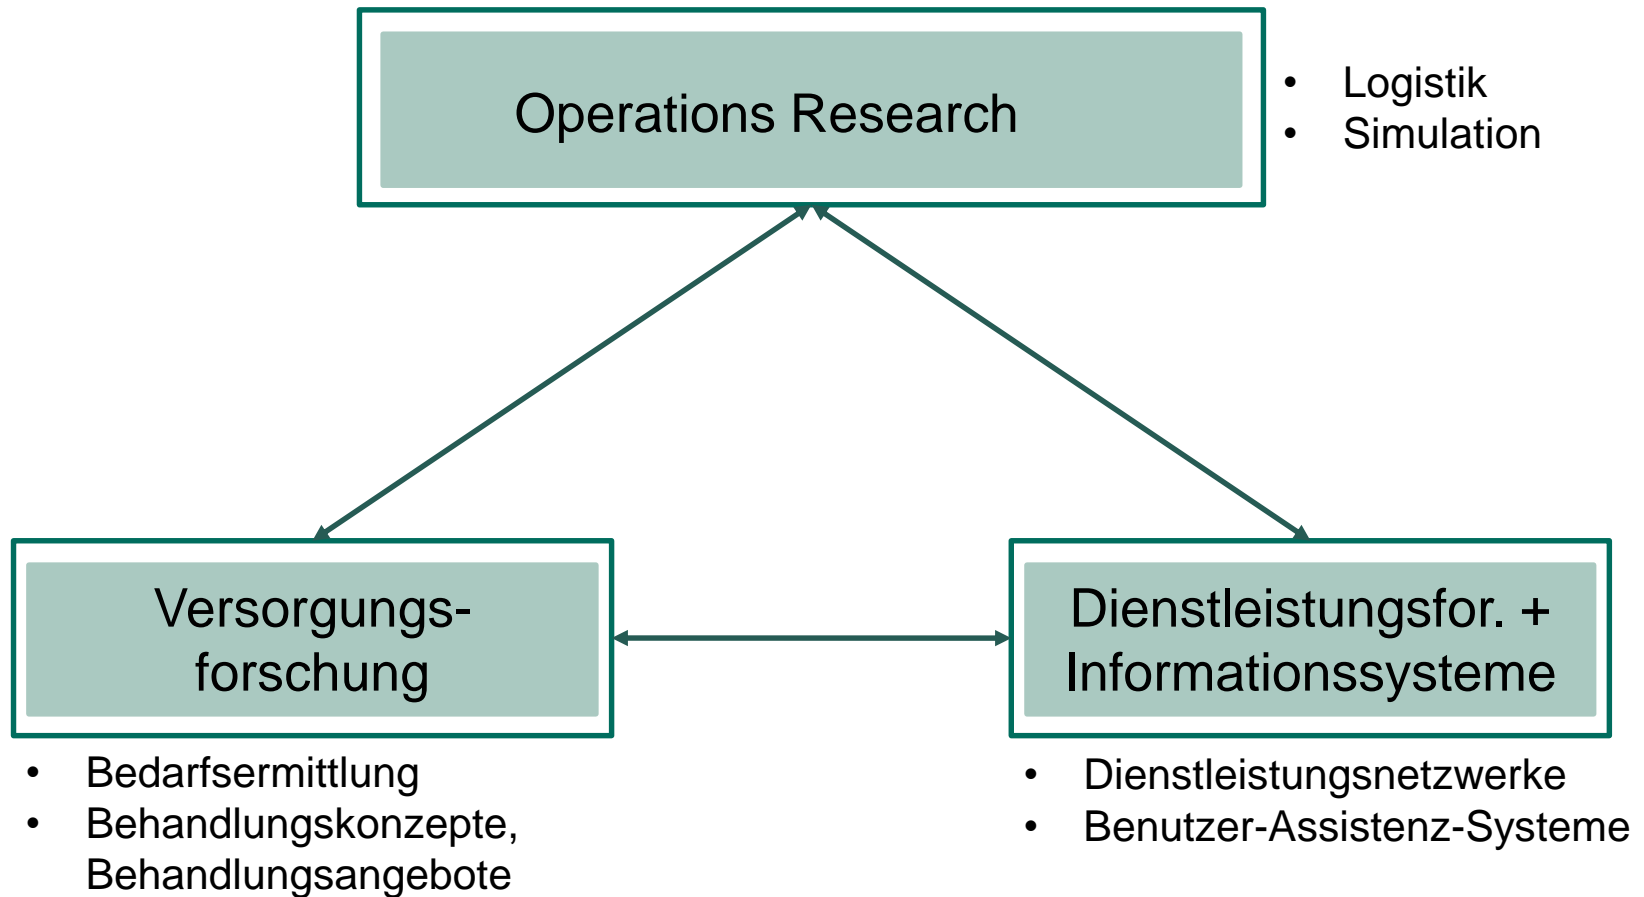 Operations Research
• Logistik
• Simulation
Versorgungs-
forschung
• Bedarfsermittlung
• Behandlungskonzepte,
Behandlungsangebote
Dienstleistungsfor. +
Informationssysteme
• Dienstleistungsnetzwerke
• Benutzer-Assistenz-Systeme